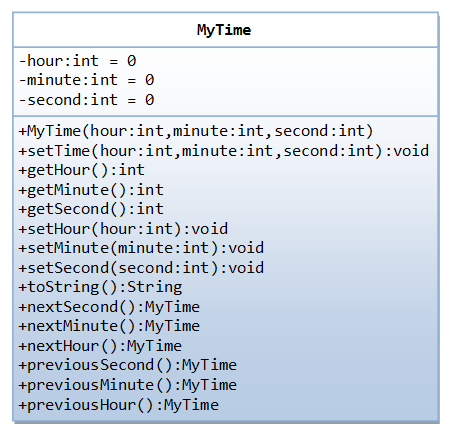 MyTime
-hour:int = 0
-minute:int = 0
-second:int = 0
+MyTime(hour:int,minute:int,second:int)
+setTime(hour:int,minute:int,second:int):void
+getHour():int
+getMinute():int
+getSecond():int
+setHour(hour:int):void
+setMinute(minute:int):void
+setSecond(second:int):void
+toString():String
+nextSecond():MyTime
+nextMinute():MyTime
+nextHour():MyTime
+previousSecond():MyTime
+previousMinute():MyTime
+previousHour():MyTime